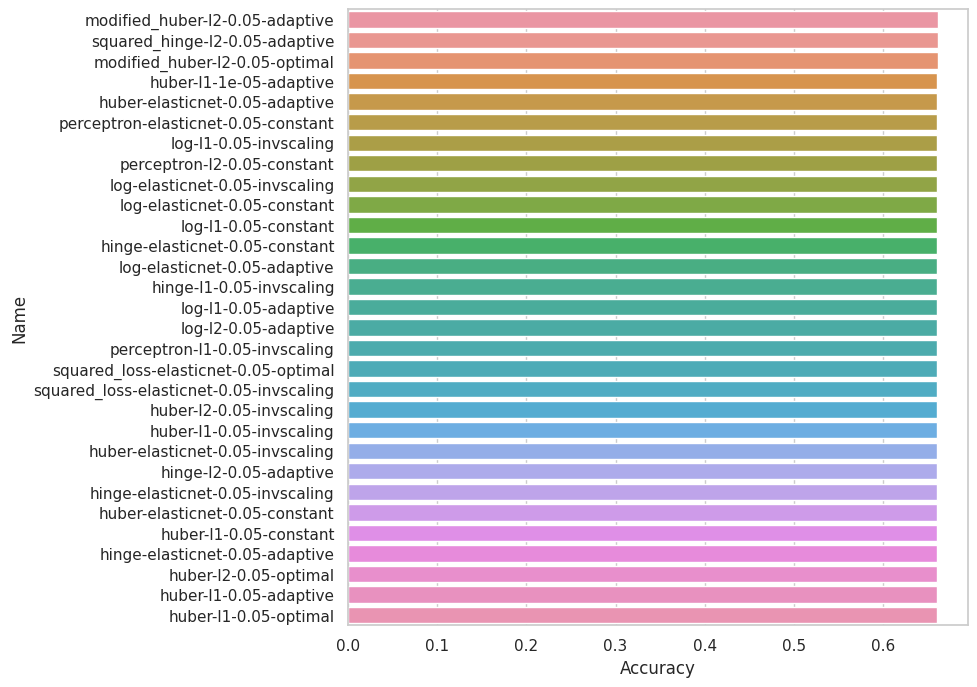 modified_huber-l2-0.05-adaptive
squared_hinge-l2-0.05-adaptive
modified_huber-l2-0.05-optimal
huber-l1-1e-05-adaptive
huber-elasticnet-0.05-adaptive
perceptron-elasticnet-0.05-constant
log-l1-0.05-invscaling
perceptron-l2-0.05-constant
log-elasticnet-0.05-invscaling
log-elasticnet-0.05-constant
log-l1-0.05-constant
hinge-elasticnet-0.05-constant
log-elasticnet-0.05-adaptive
hinge-l1-0.05-invscaling
log-l1-0.05-adaptive
log-l2-0.05-adaptive
perceptron-l1-0.05-invscaling
squared_loss-elasticnet-0.05-optimal
squared_loss-elasticnet-0.05-invscaling
huber-l2-0.05-invscaling
huber-l1-0.05-invscaling
huber-elasticnet-0.05-invscaling
hinge-l2-0.05-adaptive
hinge-elasticnet-0.05-invscaling
huber-elasticnet-0.05-constant
huber-l1-0.05-constant
hinge-elasticnet-0.05-adaptive
huber-l2-0.05-optimal
huber-l1-0.05-adaptive
huber-l1-0.05-optimal
Name
0.0 0.1 0.2 0.3 0.4 0.5 0.6
Accuracy